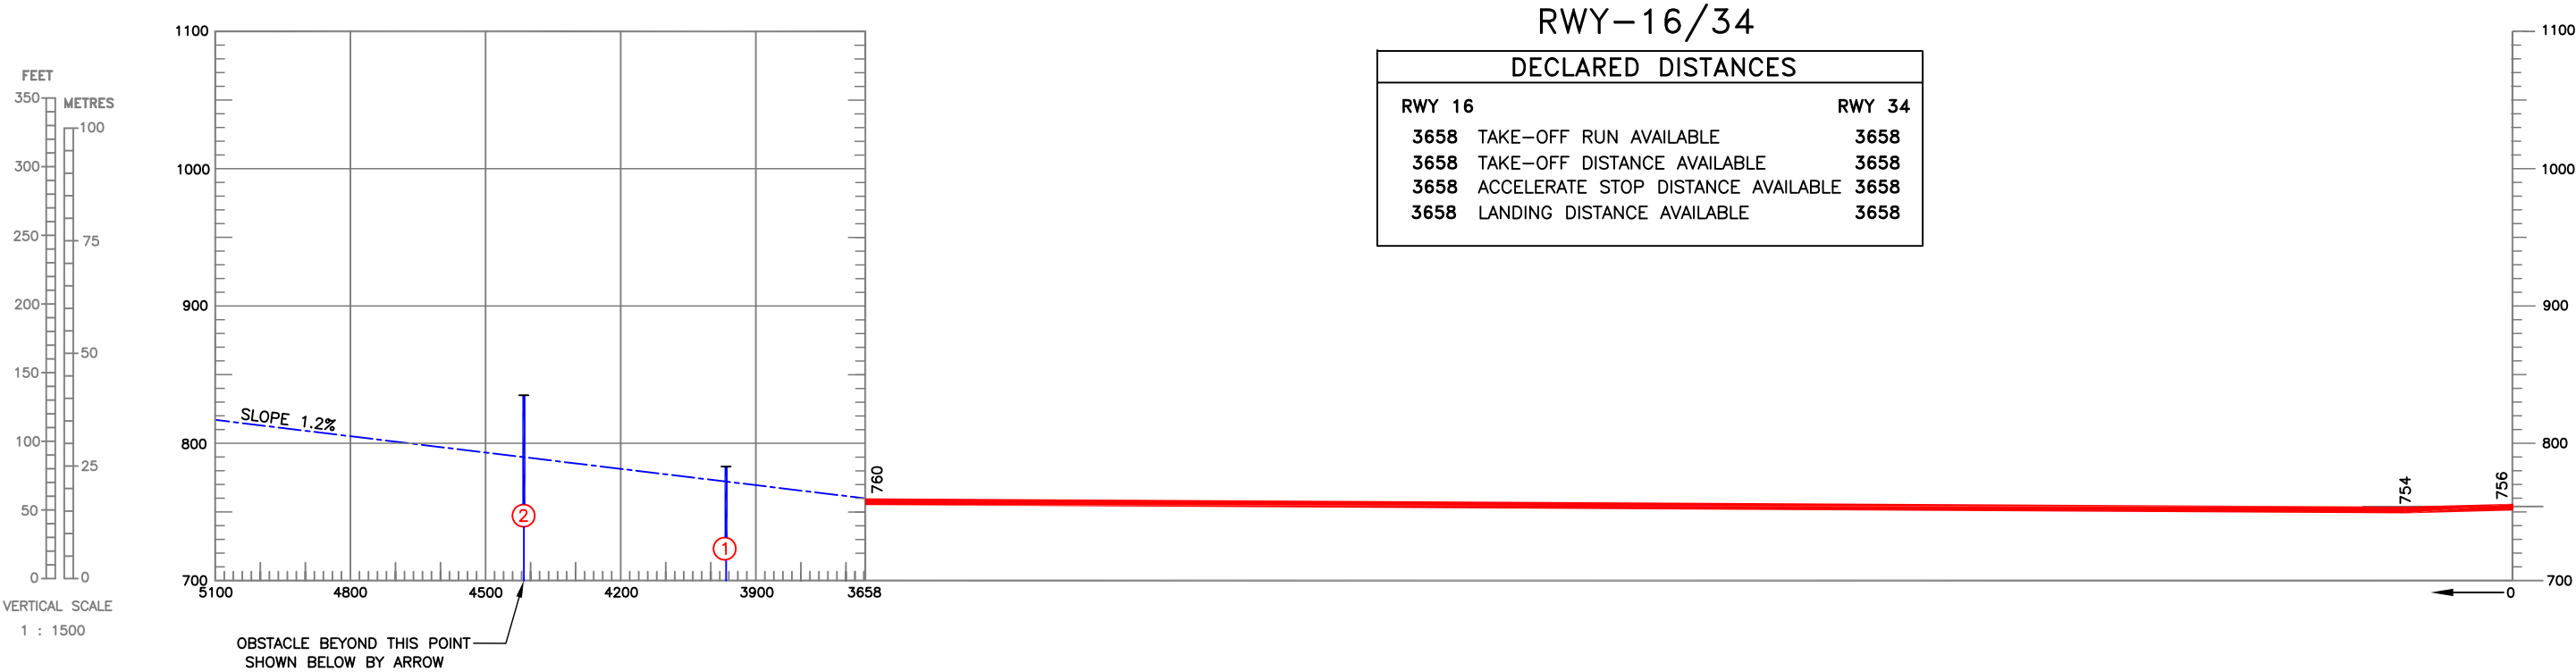 RWY-16/34
DECLARED DISTANCES
RWY 16 RWY 34
3658 TAKE-OFF RUN AVAILABLE 3658
3658 TAKE-OFF DISTANCE AVAILABLE 3658
3658 ACCELERATE STOP DISTANCE AVAILABLE 3658
3658 LANDING DISTANCE AVAILABLE 3658
FEET
METRES
350
300
250
200
150
100
50
0
100
75
50
25
0
VERTICAL SCALE
1 : 1500
1100
1000
900
800
700
SLOPE 1.2%
2
1
760
754
756
5100 4800 4500 4200 3900 3658 0
OBSTACLE BEYOND THIS POINT
SHOWN BELOW BY ARROW
1100
1000
900
800
700